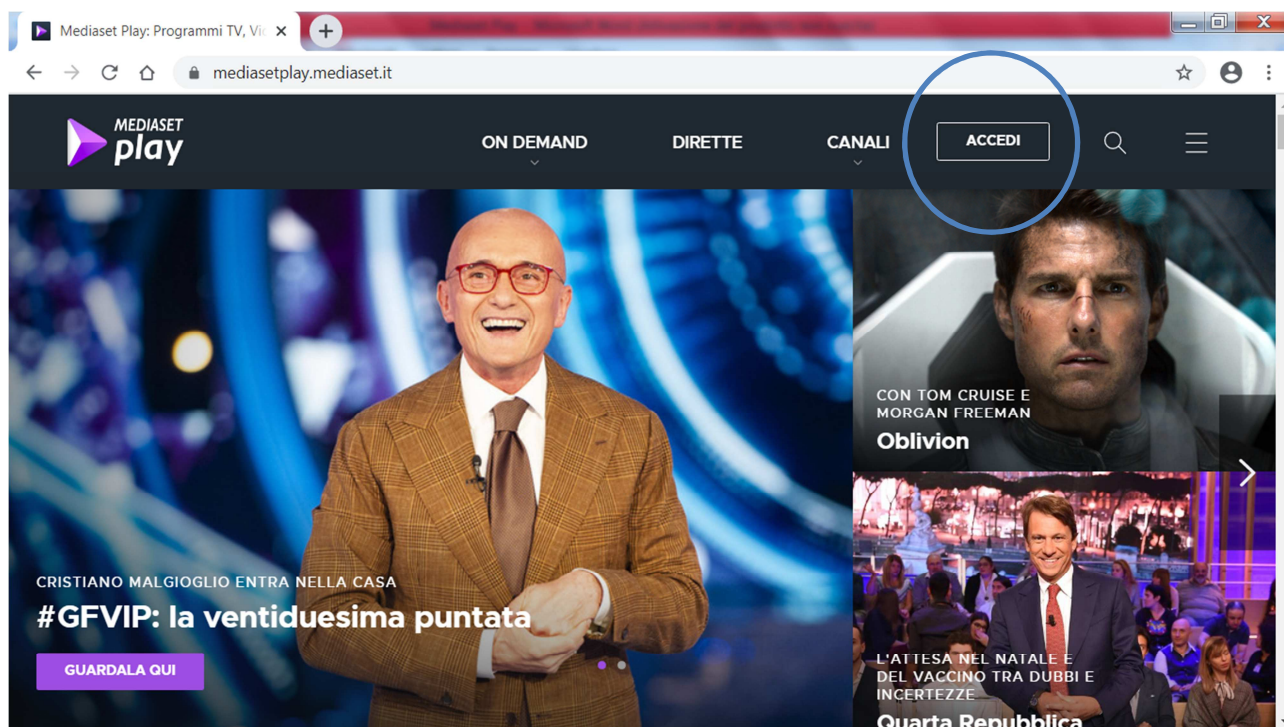 Mediaset Play: Programmi TV, Vi
mediasetplay.mediaset.it
MEDIASET
play
ON DEMAND
DIRETTE
CANALI
ACCEDI
CRISTIANO MALGIOGLIO ENTRA NELLA CASA
#GFVIP: la ventiduesima puntata
GUARDALA QUI
CON TOM CRUISE E
MORGAN FREEMAN
Oblivion
L'ATTESA NEL NATALE E
DEL VACCINO TRA DUBBI E
INCERTEZZE
Quarta Repubblica